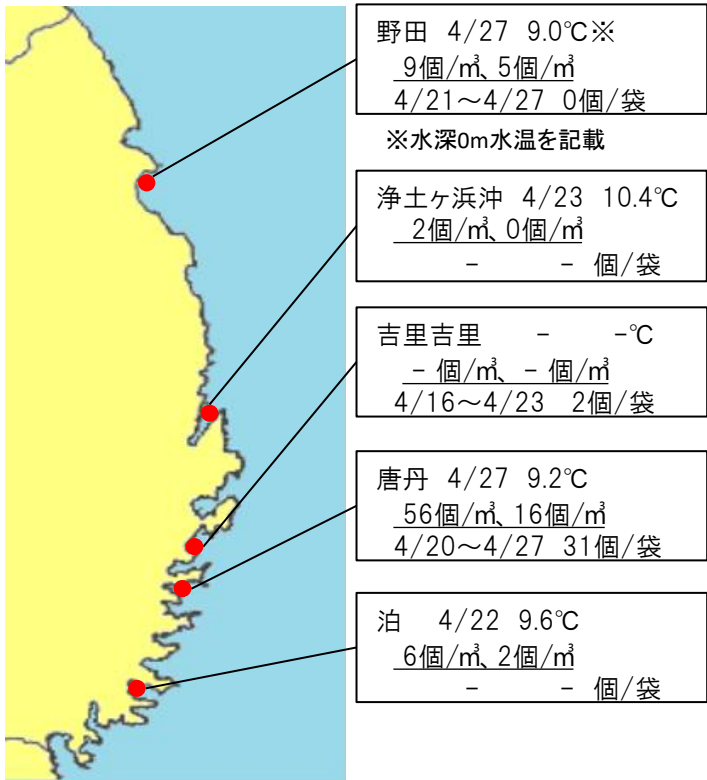 野田 4/27 9.0℃※
9個/㎥、5個/㎥
4/21～4/27 0個/袋
※水深0m水温を記載
浄土ヶ浜沖 4/23 10.4℃
2個/㎥、0個/㎥
- - 個/袋
吉里吉里 - -℃
- 個/㎥、- 個/㎥
4/16～4/23 2個/袋
唐丹 4/27 9.2℃
56個/㎥、16個/㎥
4/20～4/27 31個/袋
泊 4/22 9.6℃
6個/㎥、2個/㎥
- - 個/袋